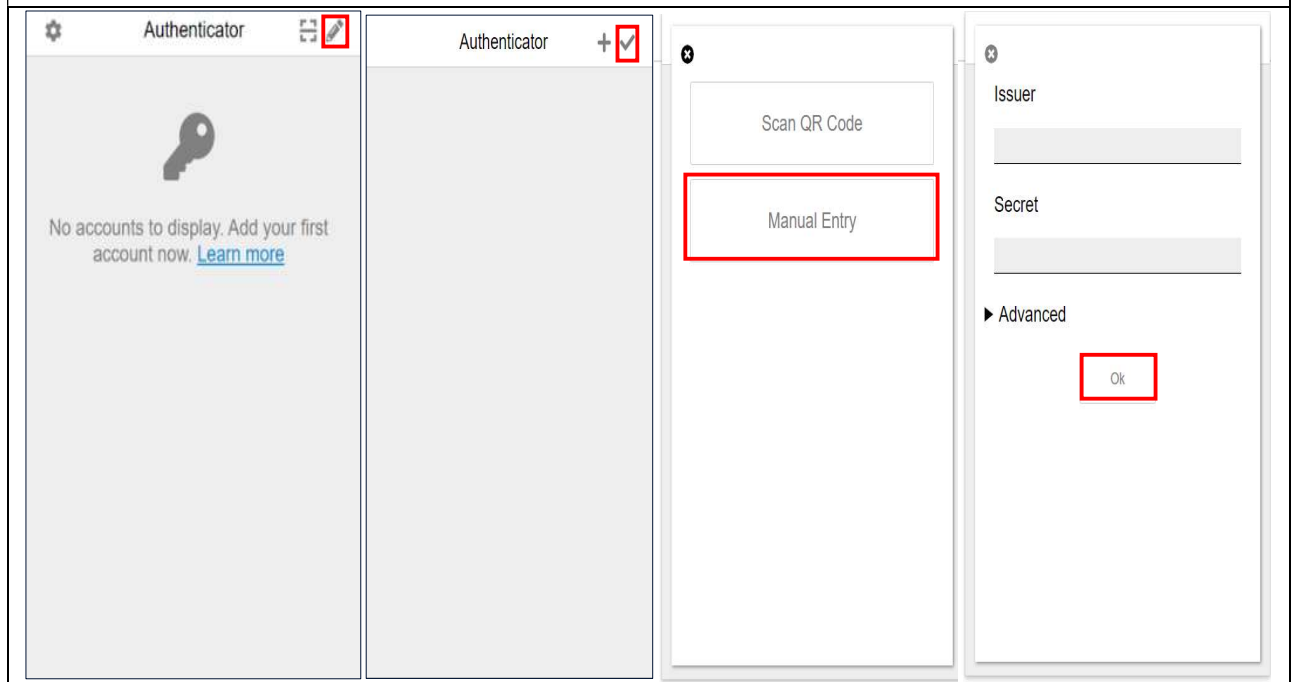 Authenticator
No accounts to display. Add your first
account now. Learn more
Authenticator
Scan QR Code
Manual Entry
Issuer
Secret
Advanced
Ok